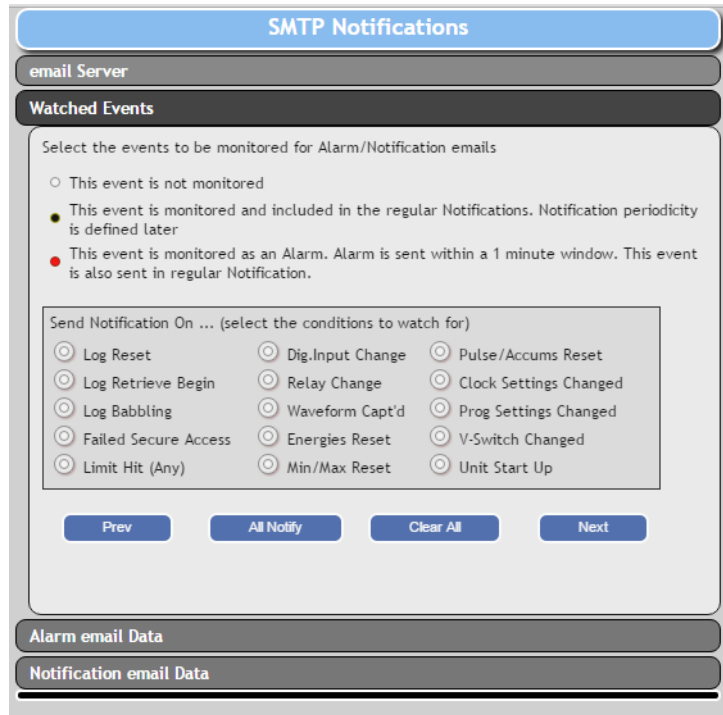 SMTP Notifications
email Server
Watched Events
Select the events to be monitored for Alarm/Notification emails
This event is not monitored
This event is monitored and included in the regular Notifications. Notification periodicity
is defined later
This event is monitored as an Alarm. Alarm is sent within a 1 minute window. This event
is also sent in regular Notification.
Send Notification On ... (select the conditions to watch for)
Log Reset Dig.Input Change Pulse/Accums Reset
Log Retrieve Begin Relay Change Clock Settings Changed
Log Babbling Waveform Capt'd Prog Settings Changed
Failed Secure Access Energies Reset V-Switch Changed
Limit Hit (Any) Min/Max Reset Unit Start Up
Prev All Notify Clear All Next
Alarm email Data
Notification email Data